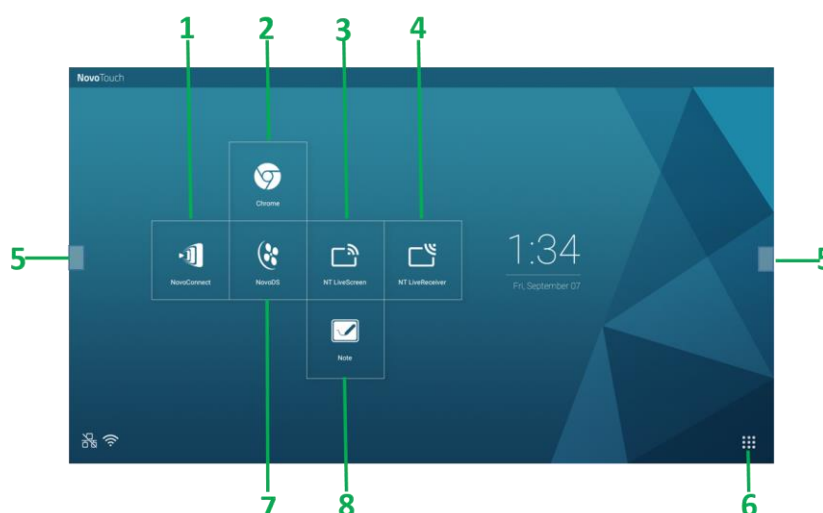 1 2 3 4
NovoTouch
Chrome
5 5
NovoConnect NovoDS NT LiveScreen NT LiveReceiver
1:34
Fri, September 07
Note
7 8 6